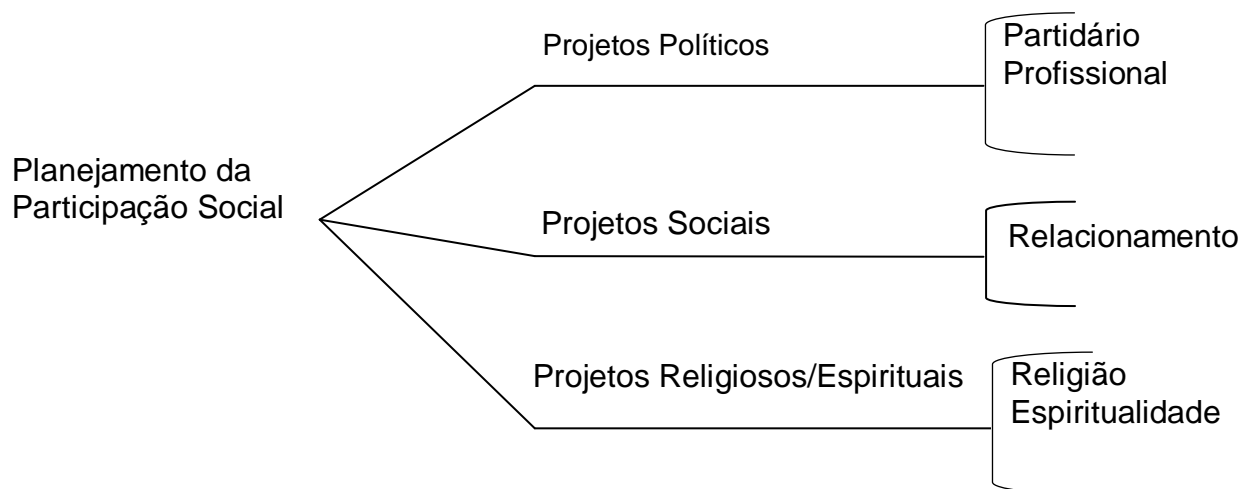 Planejamento da
Participação Social
Projetos Políticos
Partidário
Profissional
Projetos Sociais
Relacionamento
Projetos Religiosos/Espirituais
Religião
Espiritualidade